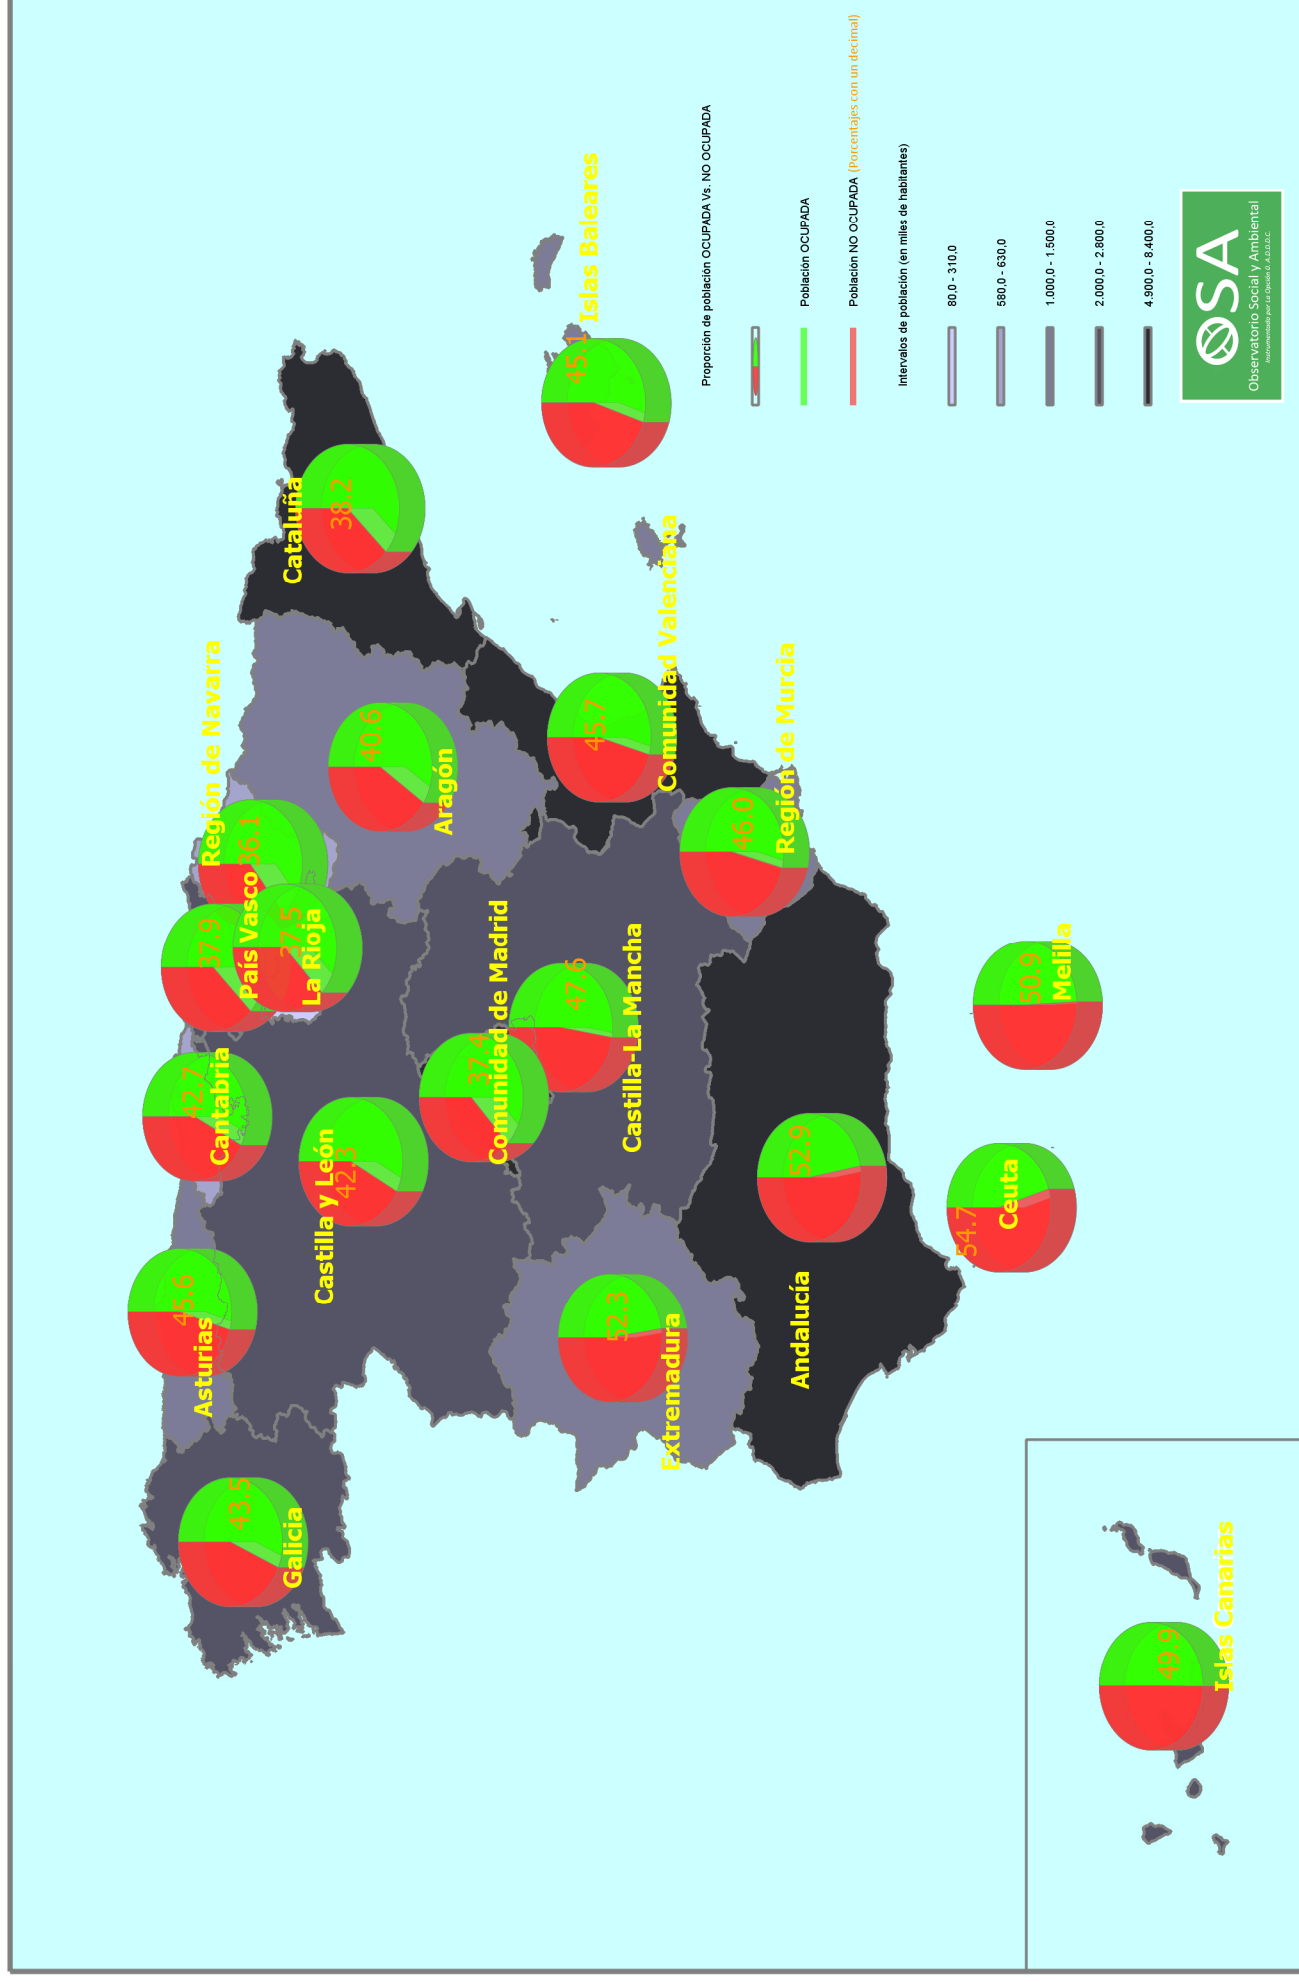 45.6
Asturias
43.5
Galicia
42.7
Cantabria
37.9
País Vasco
36.1
Región de Navarra
37.5
La Rioja
42.3
Castilla y León
40.6
Aragón
38.2
Cataluña
37.4
Comunidad de Madrid
47.6
Castilla-La Mancha
45.7
Comunidad Valenciana
45.1
Islas Baleares
52.3
Extremadura
46.0
Región de Murcia
52.9
Andalucía
54.7
Ceuta
50.9
Melilla
49.9
Islas Canarias
Proporción de población OCUPADA Vs. NO OCUPADA
Población OCUPADA
Población NO OCUPADA (Porcentajes con un decimal)
Intervalos de población (en miles de habitantes)
80,0 - 310,0
580,0 - 630,0
1.000,0 - 1.500,0
2.000,0 - 2.800,0
4.900,0 - 8.400,0
OSA
Observatorio Social y Ambiental
Instrumentado por La Opción D. A.D.D.C.